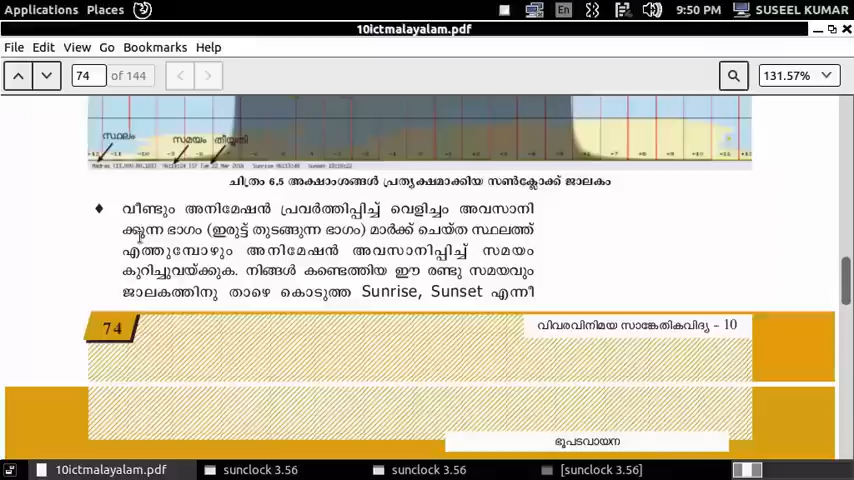 Applications Places En 9:50 PM SUSEEL KUMAR
10ictmalayalam.pdf
File Edit View Go Bookmarks Help
74 of 144 131.57%
സ്ഥലം
സമയം തീയ്യതി
ചിത്രം 6.5 അക്ഷാംശങ്ങൾ പ്രത്യക്ഷമാക്കിയ സൺക്ലോക്ക് ജാലകം
♦ വീണ്ടും അനിമേഷൻ പ്രവർത്തിപ്പിച്ച് വെളിച്ചം അവസാനി
ക്കുന്ന ഭാഗം (ഇരുട്ട് തുടങ്ങുന്ന ഭാഗം) മാർക്ക് ചെയ്ത സ്ഥലത്ത്
എത്തുമ്പോഴും അനിമേഷൻ അവസാനിപ്പിച്ച് സമയം
കുറിച്ചുവയ്ക്കുക. നിങ്ങൾ കണ്ടെത്തിയ ഈ രണ്ടു സമയവും
ജാലകത്തിനു താഴെ കൊടുത്ത Sunrise, Sunset എന്നീ
74
വിവരവിനിമയ സാങ്കേതികവിദ്യ - 10
ഭൂപടവായന
10ictmalayalam.pdf sunclock 3.56 sunclock 3.56 [sunclock 3.56]